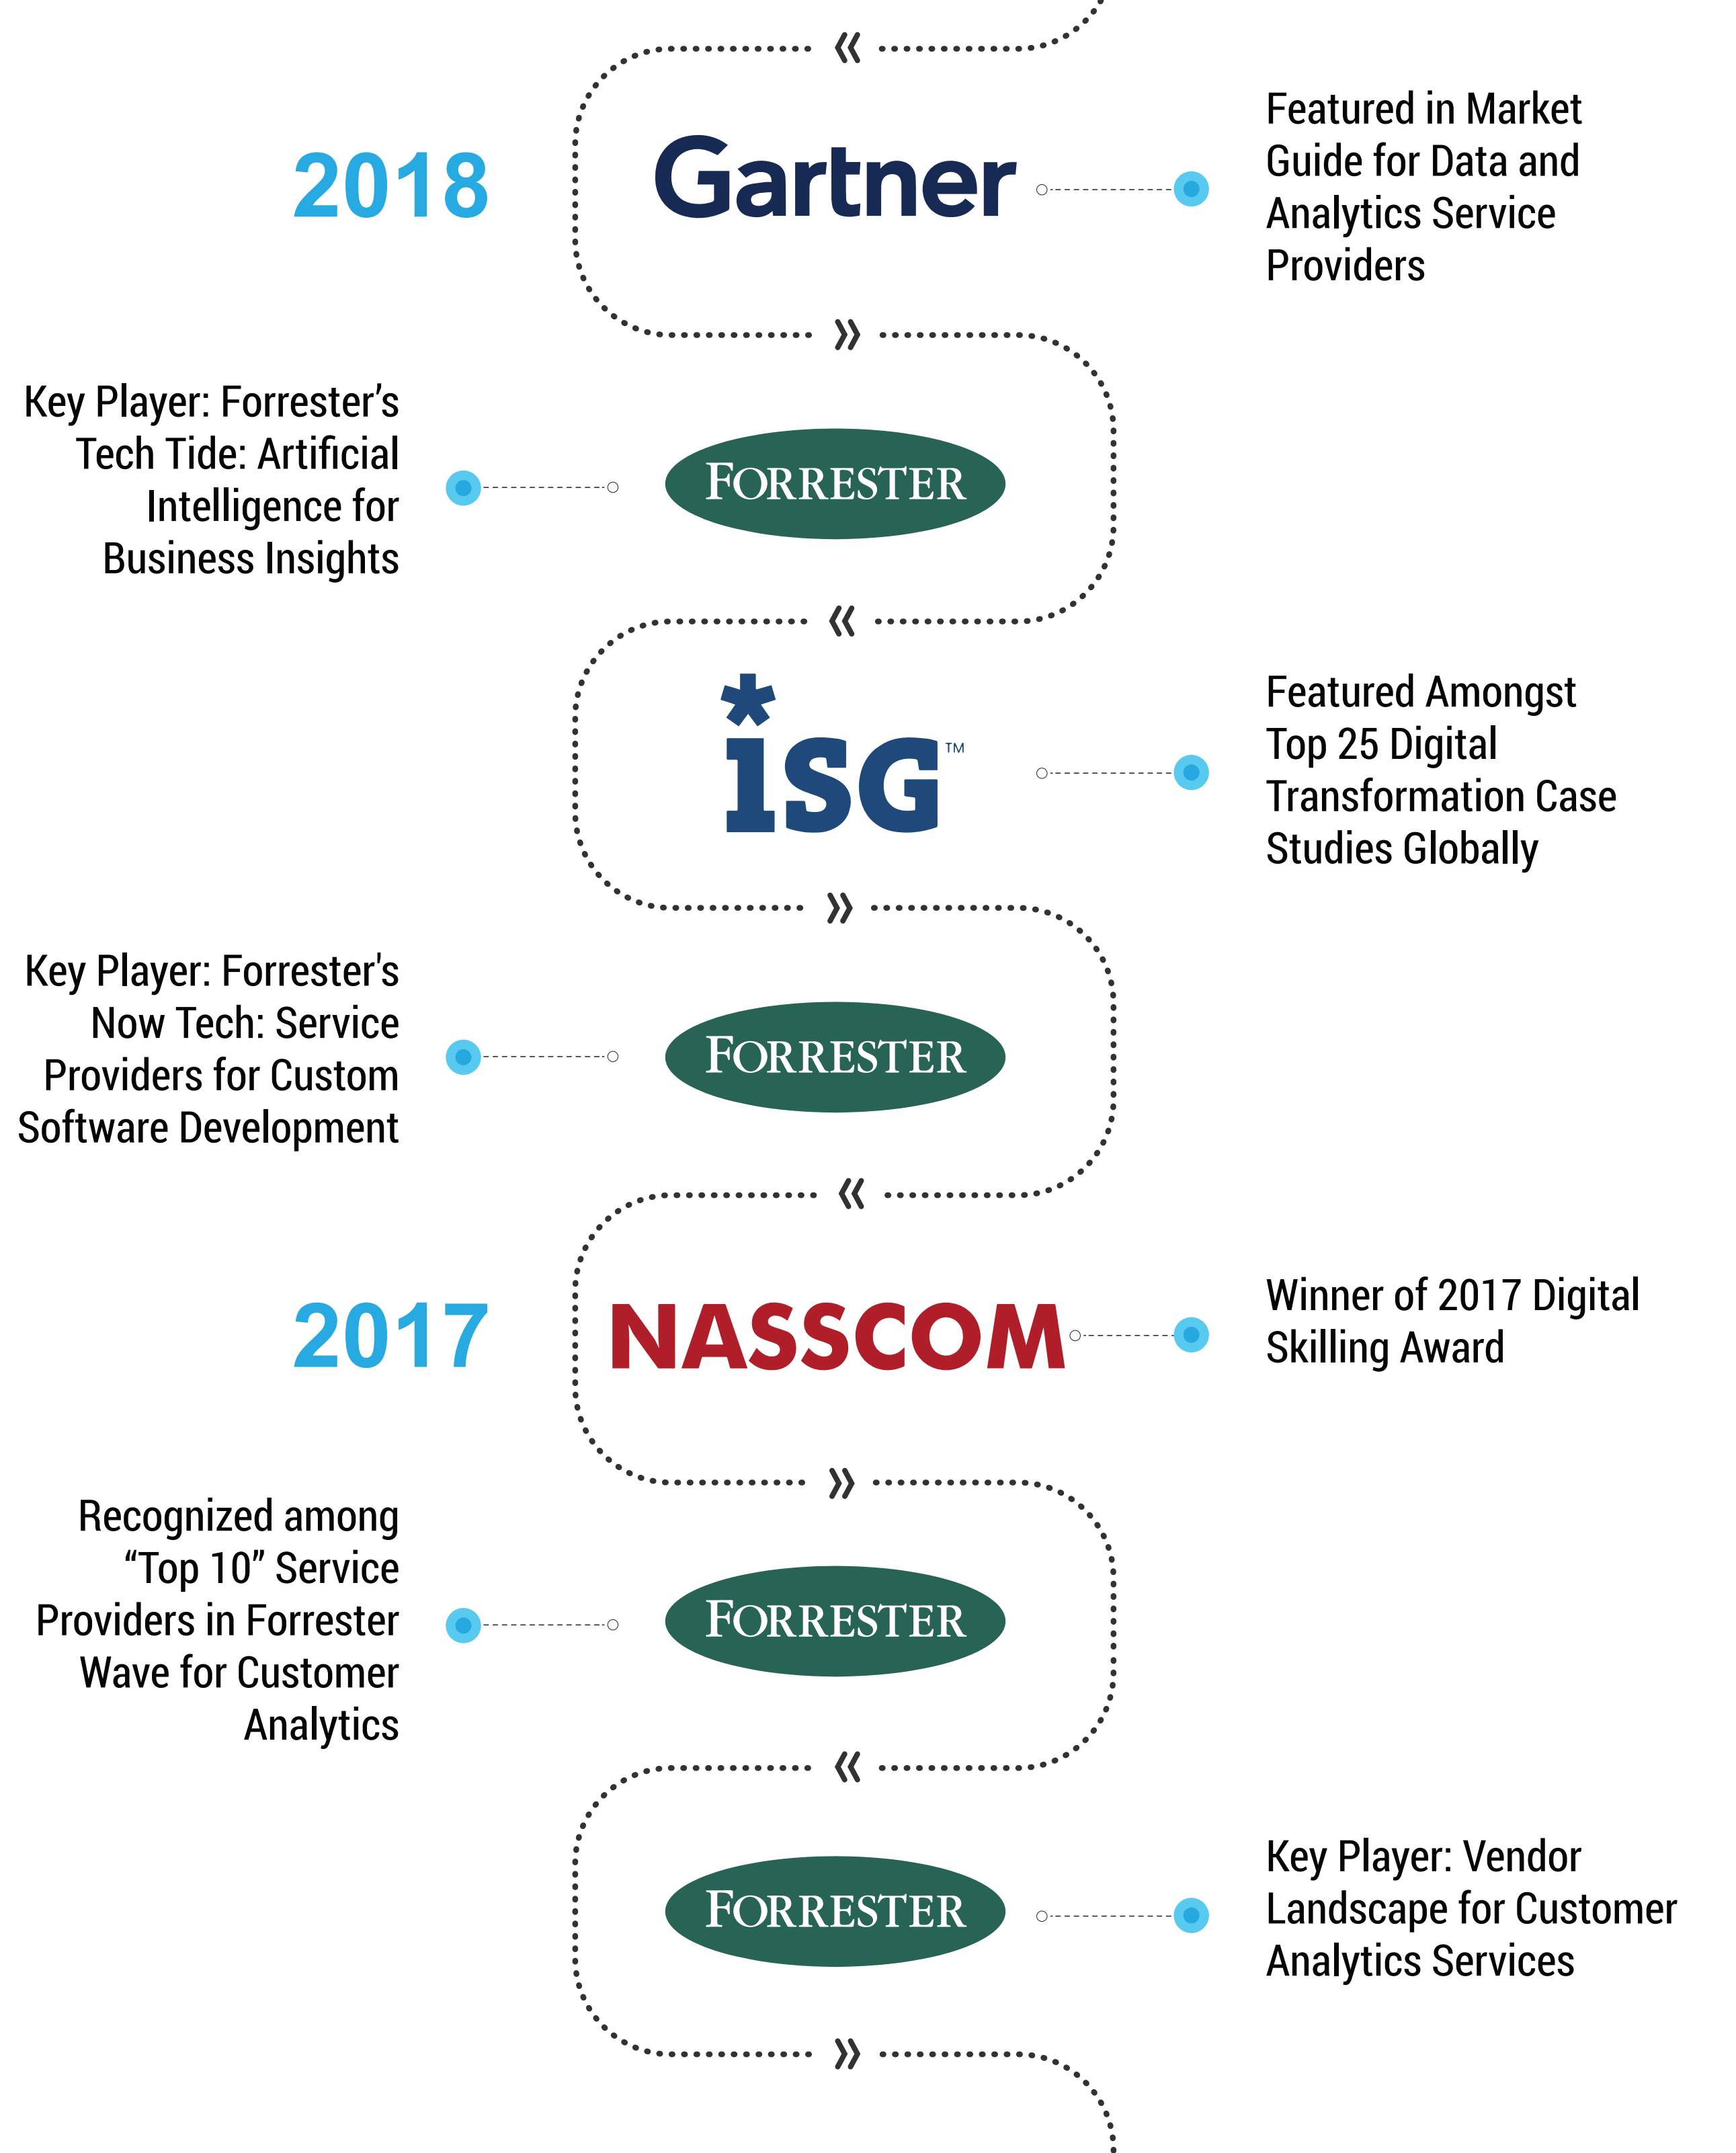 2018
Gartner
Featured in Market
Guide for Data and
Analytics Service
Providers
Key Player: Forrester’s
Tech Tide: Artificial
Intelligence for
Business Insights
FORRESTER
ISG™
Featured Amongst
Top 25 Digital
Transformation Case
Studies Globally
Key Player: Forrester's
Now Tech: Service
Providers for Custom
Software Development
FORRESTER
2017
NASSCOM
Winner of 2017 Digital
Skilling Award
Recognized among
“Top 10” Service
Providers in Forrester
Wave for Customer
Analytics
FORRESTER
FORRESTER
Key Player: Vendor
Landscape for Customer
Analytics Services